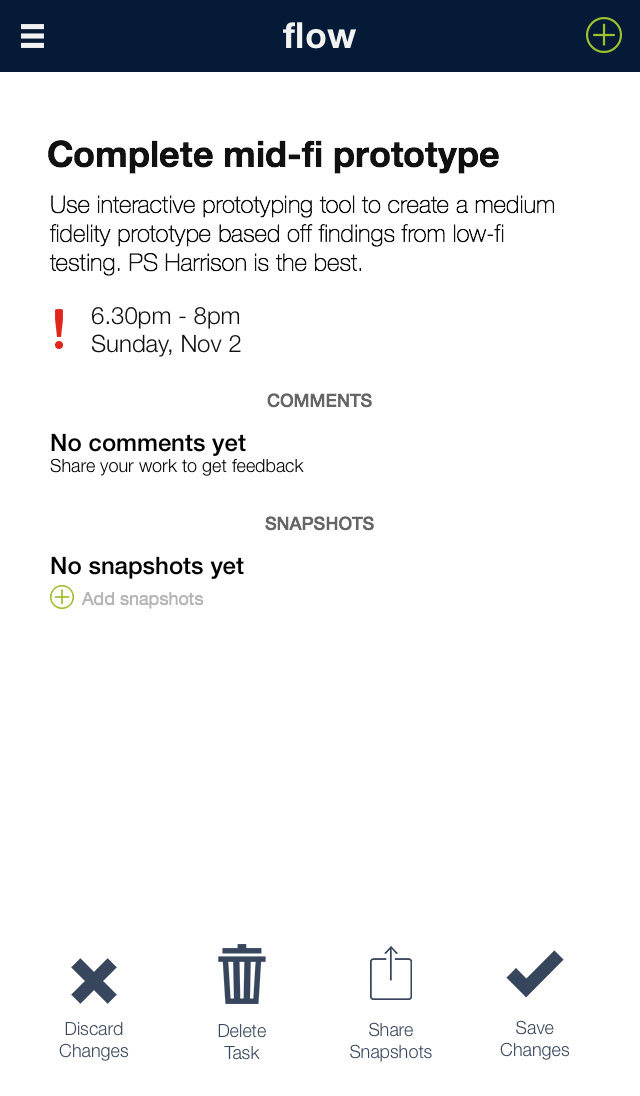 flow
Complete mid-fi prototype
Use interactive prototyping tool to create a medium
fidelity prototype based off findings from low-fi
testing. PS Harrison is the best.
6.30pm - 8pm
Sunday, Nov 2
COMMENTS
No comments yet
Share your work to get feedback
SNAPSHOTS
No snapshots yet
Add snapshots
Discard
Changes
Delete
Task
Share
Snapshots
Save
Changes